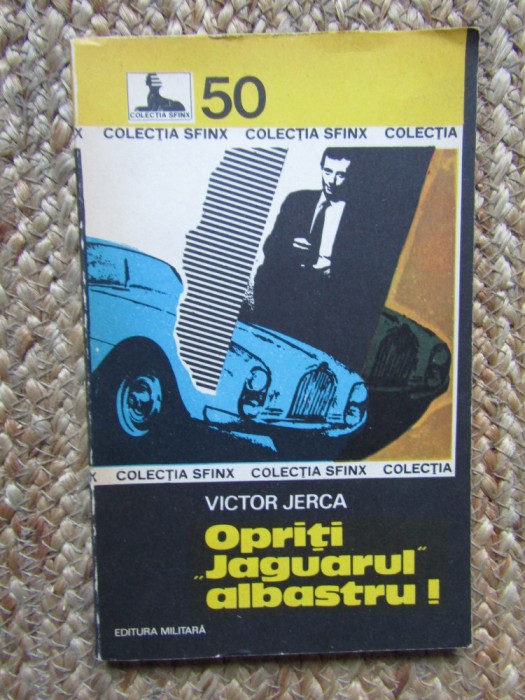 COLECȚIA SFINX
50
X COLECȚIA SFINX COLECȚIA SFINX COLECȚIA
X COLECȚIA SFINX COLECȚIA SFINX COLECȚIA
VICTOR JERCA
Opriți
„Jaguarul“
albastru!
EDITURA MILITARĂ